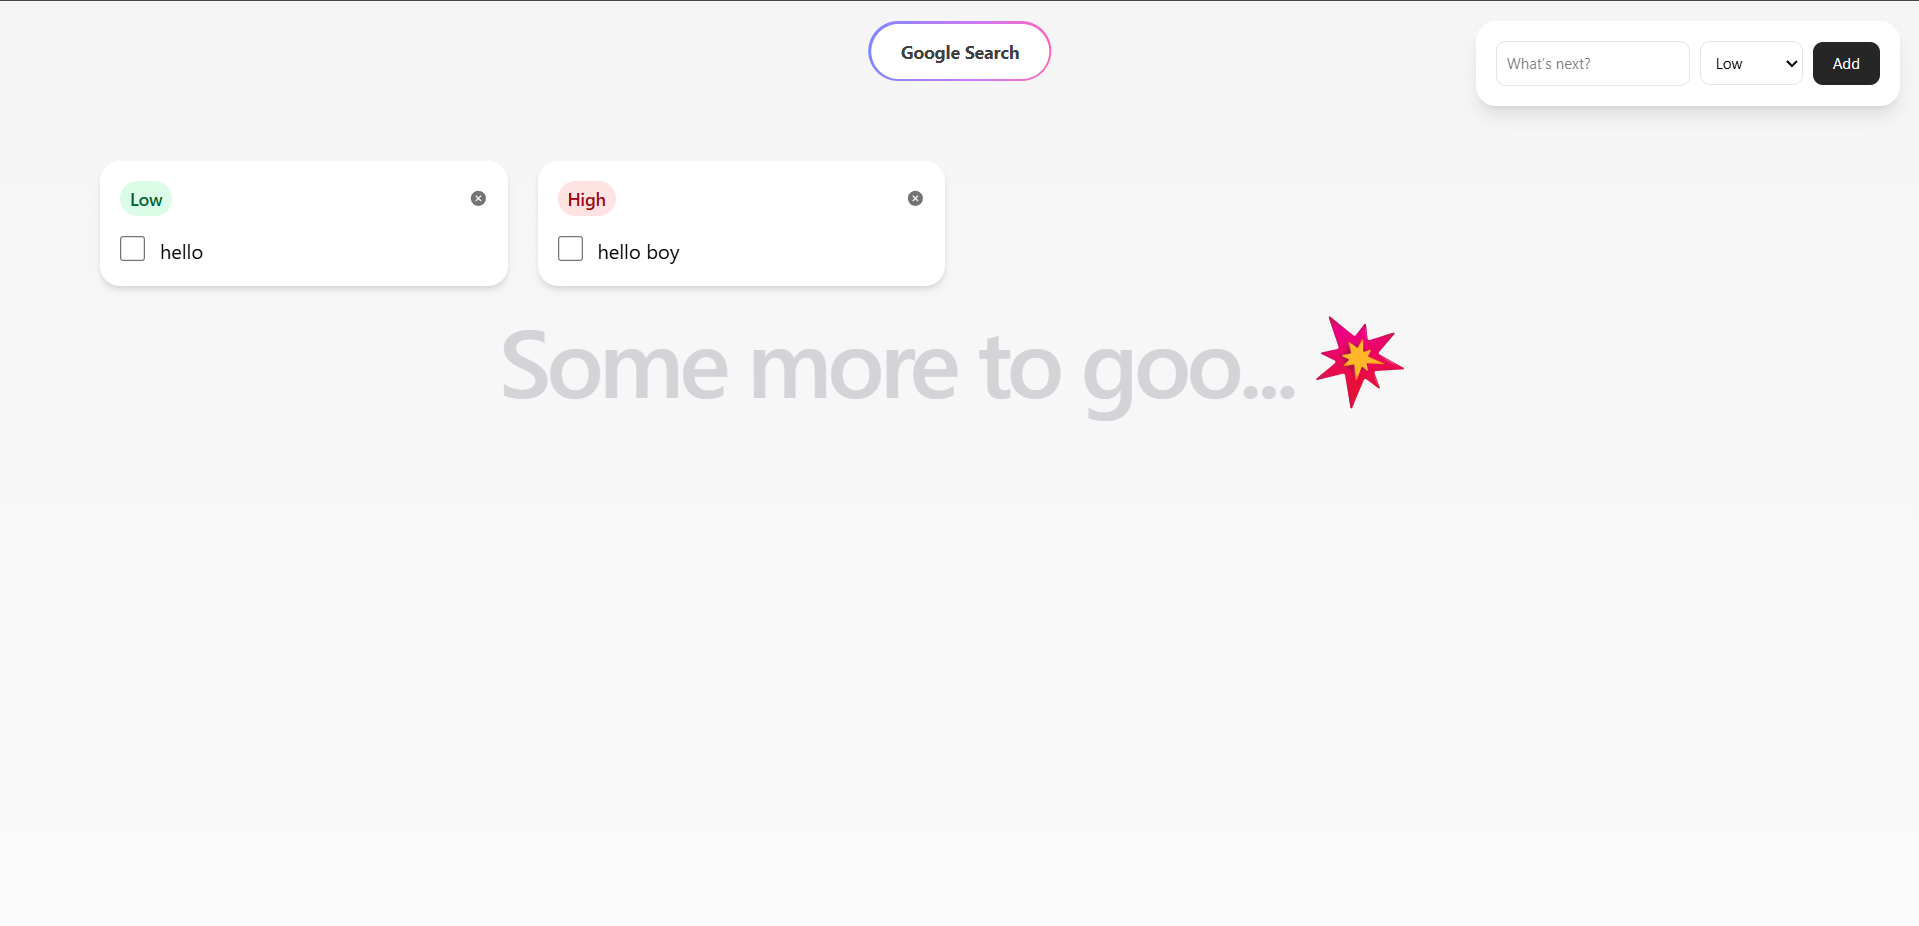 Google Search
What's next?
Low
Add
Low
High
hello
hello boy
Some more to goo... 💥